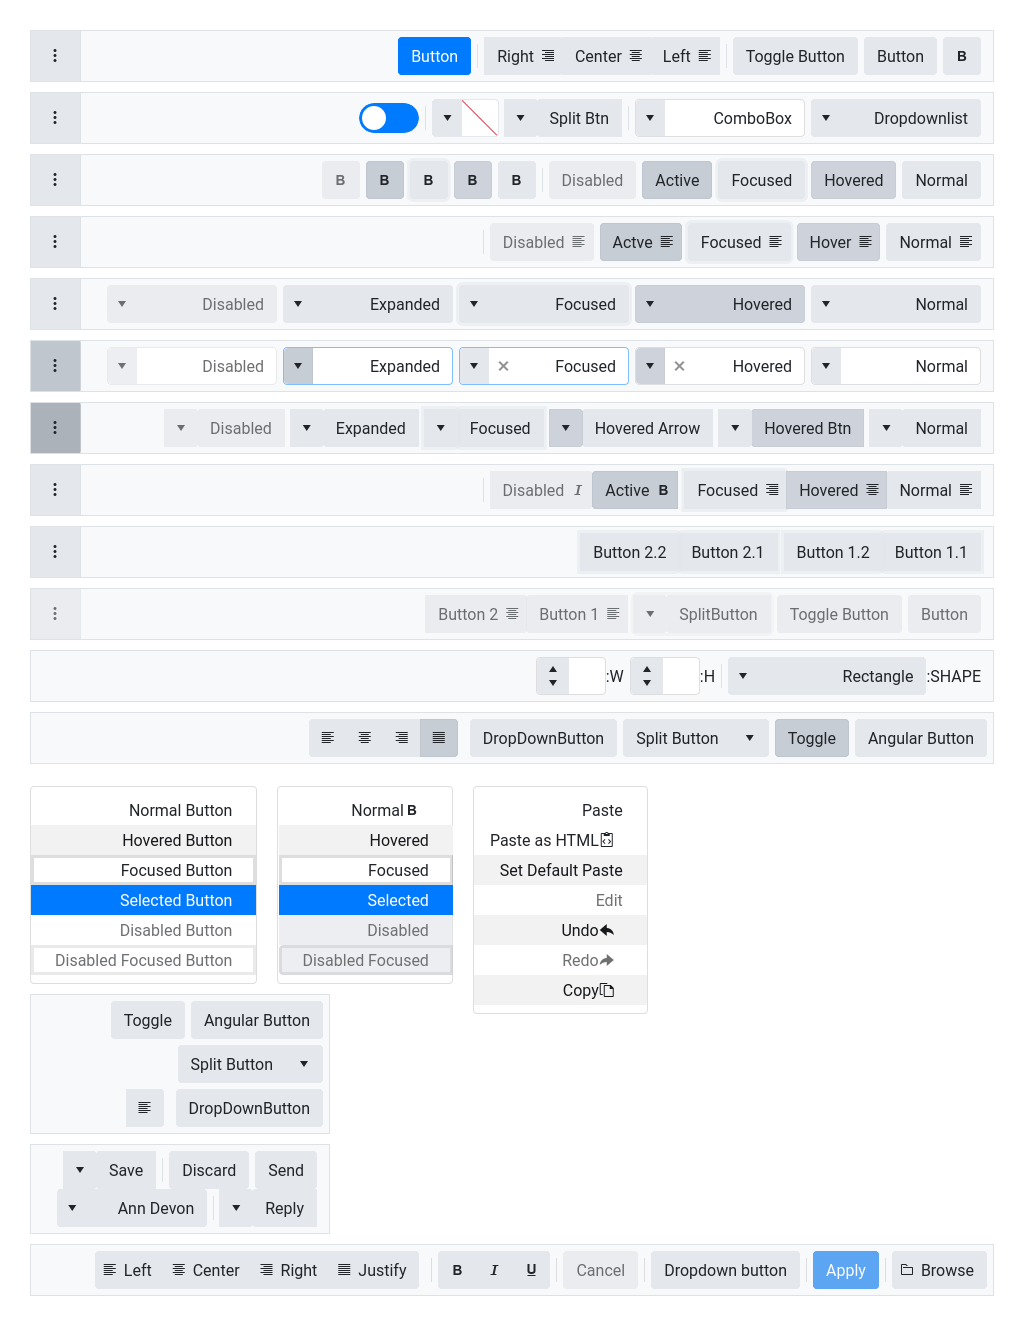 Button Right Center Left Toggle Button Button B
Split Btn ComboBox Dropdownlist
B B B B B Disabled Active Focused Hovered Normal
Disabled Actve Focused Hover Normal
Disabled Expanded Focused Hovered Normal
Disabled Expanded Focused Hovered Normal
Disabled Expanded Focused Hovered Arrow Hovered Btn Normal
Disabled I Active B Focused Hovered Normal
Button 2.2 Button 2.1 Button 1.2 Button 1.1
Button 2 Button 1 SplitButton Toggle Button Button
:W :H Rectangle :SHAPE
DropDownButton Split Button Toggle Angular Button
Normal Button
Hovered Button
Focused Button
Selected Button
Disabled Button
Disabled Focused Button
Normal B
Hovered
Focused
Selected
Disabled
Disabled Focused
Paste
Paste as HTML
Set Default Paste
Edit
Undo
Redo
Copy
Toggle Angular Button
Split Button
DropDownButton
Save Discard Send
Ann Devon Reply
Left Center Right Justify B I U Cancel Dropdown button Apply Browse